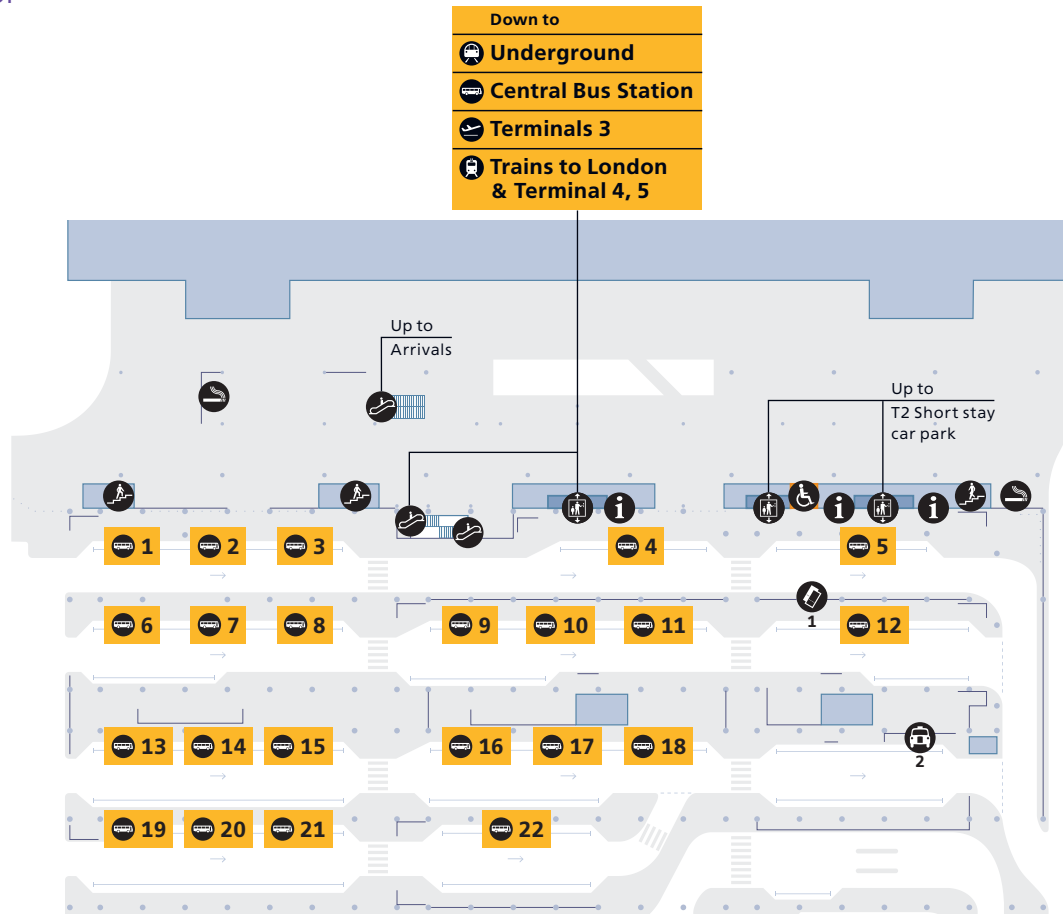 Down to
Underground
Central Bus Station
Terminals 3
Trains to London
& Terminal 4, 5
Up to
Arrivals
Up to
T2 Short stay
car park
i
i
i
1
2
3
4
5
1
6
7
8
9
10
11
12
13
14
15
16
17
18
2
19
20
21
22